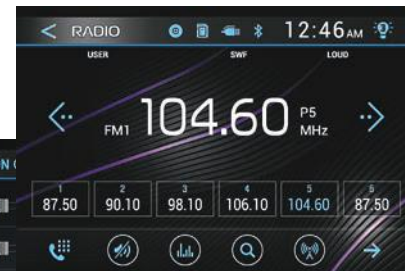 < RADIO 12:46 AM
USER SWF LOUD
FM1 104.60 P5 MHz
1 2 3 4 5 6
87.50 90.10 98.10 106.10 104.60 87.50
N